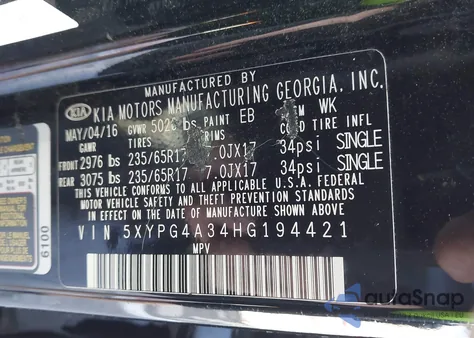 MANUFACTURED BY
KIA KIA MOTORS MANUFACTURING GEORGIA, INC.
MAY/04/16 GVWR lbs PAINT EB WK
GAWR TIRES RIMS COLD TIRE INFL
FRONT 2976 lbs 235/65R17 7.0JX17 34psi SINGLE
REAR 3075 lbs 235/65R17 7.0JX17 34psi SINGLE
THIS VEHICLE CONFORMS TO ALL APPLICABLE U.S.A. FEDERAL
MOTOR VEHICLE SAFETY AND THEFT PREVENTION STANDARDS
IN EFFECT ON THE DATE OF MANUFACTURE SHOWN ABOVE.
VIN 5XYPG4A34HG194421
MPV
6100
autoSnap